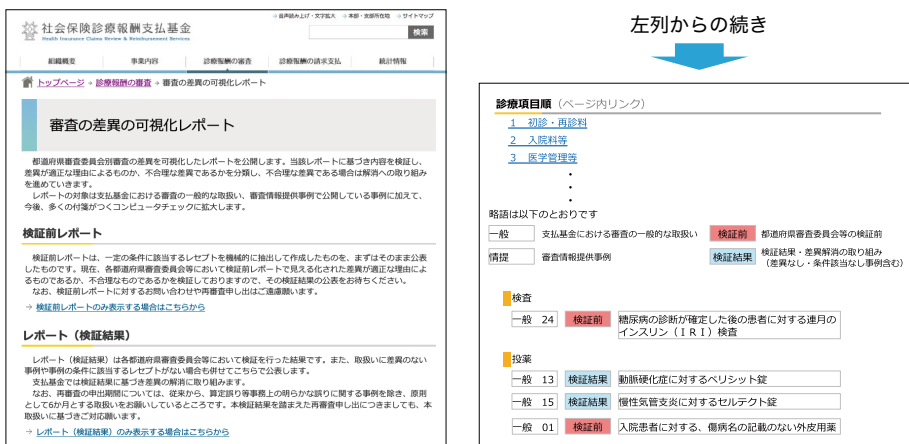 社会保険診療報酬支払基金
Health Insurance Claims Review & Reimbursement Services
→音声読み上げ・文字拡大 →本部・支部所在地 →サイトマップ
検索
組織概要 事業内容 診療報酬の審査 診療報酬の請求支払 統計情報
トップページ → 診療報酬の審査 → 審査の差異の可視化レポート
審査の差異の可視化レポート
都道府県審査委員会別審査の差異を可視化したレポートを公開します。当該レポートに基づき内容を検証し、
差異が適正な理由によるものか、不合理な差異であるかを分類し、不合理な差異である場合は解消への取り組み
を進めていきます。
レポートの対象は支払基金における審査の一般的な取扱い、審査情報提供事例で公開している事例に加えて、
今後、多くの付箋がつくコンピュータチェックに拡大します。
検証前レポート
検証前レポートは、一定の条件に該当するレセプトを機械的に抽出して作成したものを、まずはそのまま公表
したものです。現在、各都道府県審査委員会等において検証前レポートで見える化された差異が適正な理由によ
るものであるか、不合理なものであるかを検証しておりますので、その検証結果の公表をお待ちください。
なお、検証前レポートに対するお問い合わせや再審査申し出はご遠慮願います。
→ 検証前レポートのみ表示する場合はこちらから
レポート（検証結果）
レポート（検証結果）は各都道府県審査委員会等において検証を行った結果です。また、取扱いに差異のない
事例や事例の条件に該当するレセプトがない場合も併せてこちらで公表します。
支払基金では検証結果に基づき差異の解消に取り組みます。
なお、再審査の申出期間については、従来から、算定誤り等事務上の明らかな誤りに関する事例を除き、原則
として6か月とする取扱いをお願いしているところです。本検証結果を踏まえた再審査申し出につきましても、本
取扱いに基づきご対応願います。
→ レポート（検証結果）のみ表示する場合はこちらから
左列からの続き
診療項目順（ページ内リンク）
1 初診・再診料
2 入院料等
3 医学管理等
・
・
・
略語は以下のとおりです
一般 支払基金における審査の一般的な取扱い 検証前 都道府県審査委員会等の検証前
情提 審査情報提供事例 検証結果 検証結果・差異解消の取り組み
（差異なし・条件該当なし事例含む）
検査
一般 24 検証前 糖尿病の診断が確定した後の患者に対する連月の
インスリン（ＩＲＩ）検査
投薬
一般 13 検証結果 動脈硬化症に対するベリシット錠
一般 15 検証結果 慢性気管支炎に対するセルテクト錠
一般 01 検証前 入院患者に対する、傷病名の記載のない外皮用薬